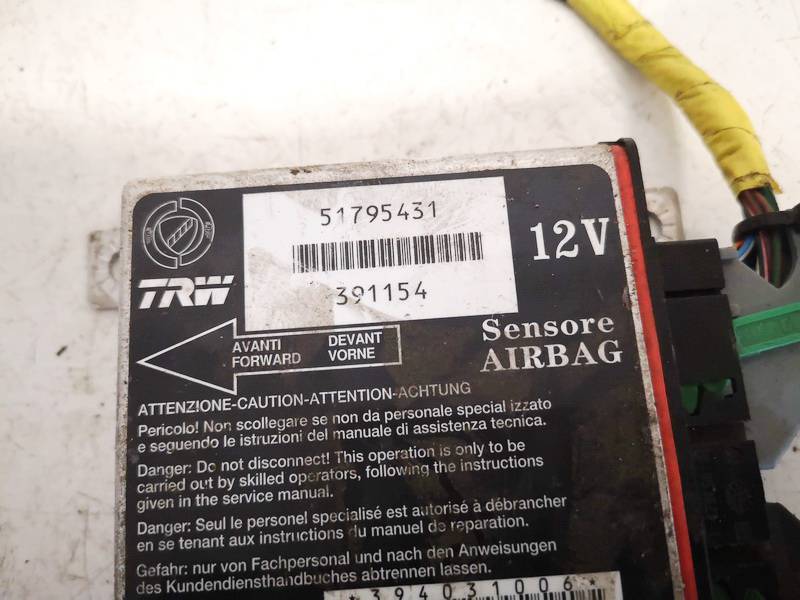 51795431
391154
12V
TRW
AVANTI DEVANT
FORWARD VORNE
Sensore
AIRBAG
ATTENZIONE-CAUTION-ATTENTION-ACHTUNG
Pericolo! Non scollegare se non da personale specializzato
e seguendo le istruzioni del manuale di assistenza tecnica.
Danger: Do not disconnect! This operation is only to be
carried out by skilled operators, following the instructions
given in the service manual.
Danger: Seul le personel spécialisé est autorisé à débrancher
en se tenant aux instructions du manuel de reparation.
Gefahr: nur von Fachpersonal und nach den Anweisungen
des Kundendiensthandbuches abtrennen lassen.
*394031006*